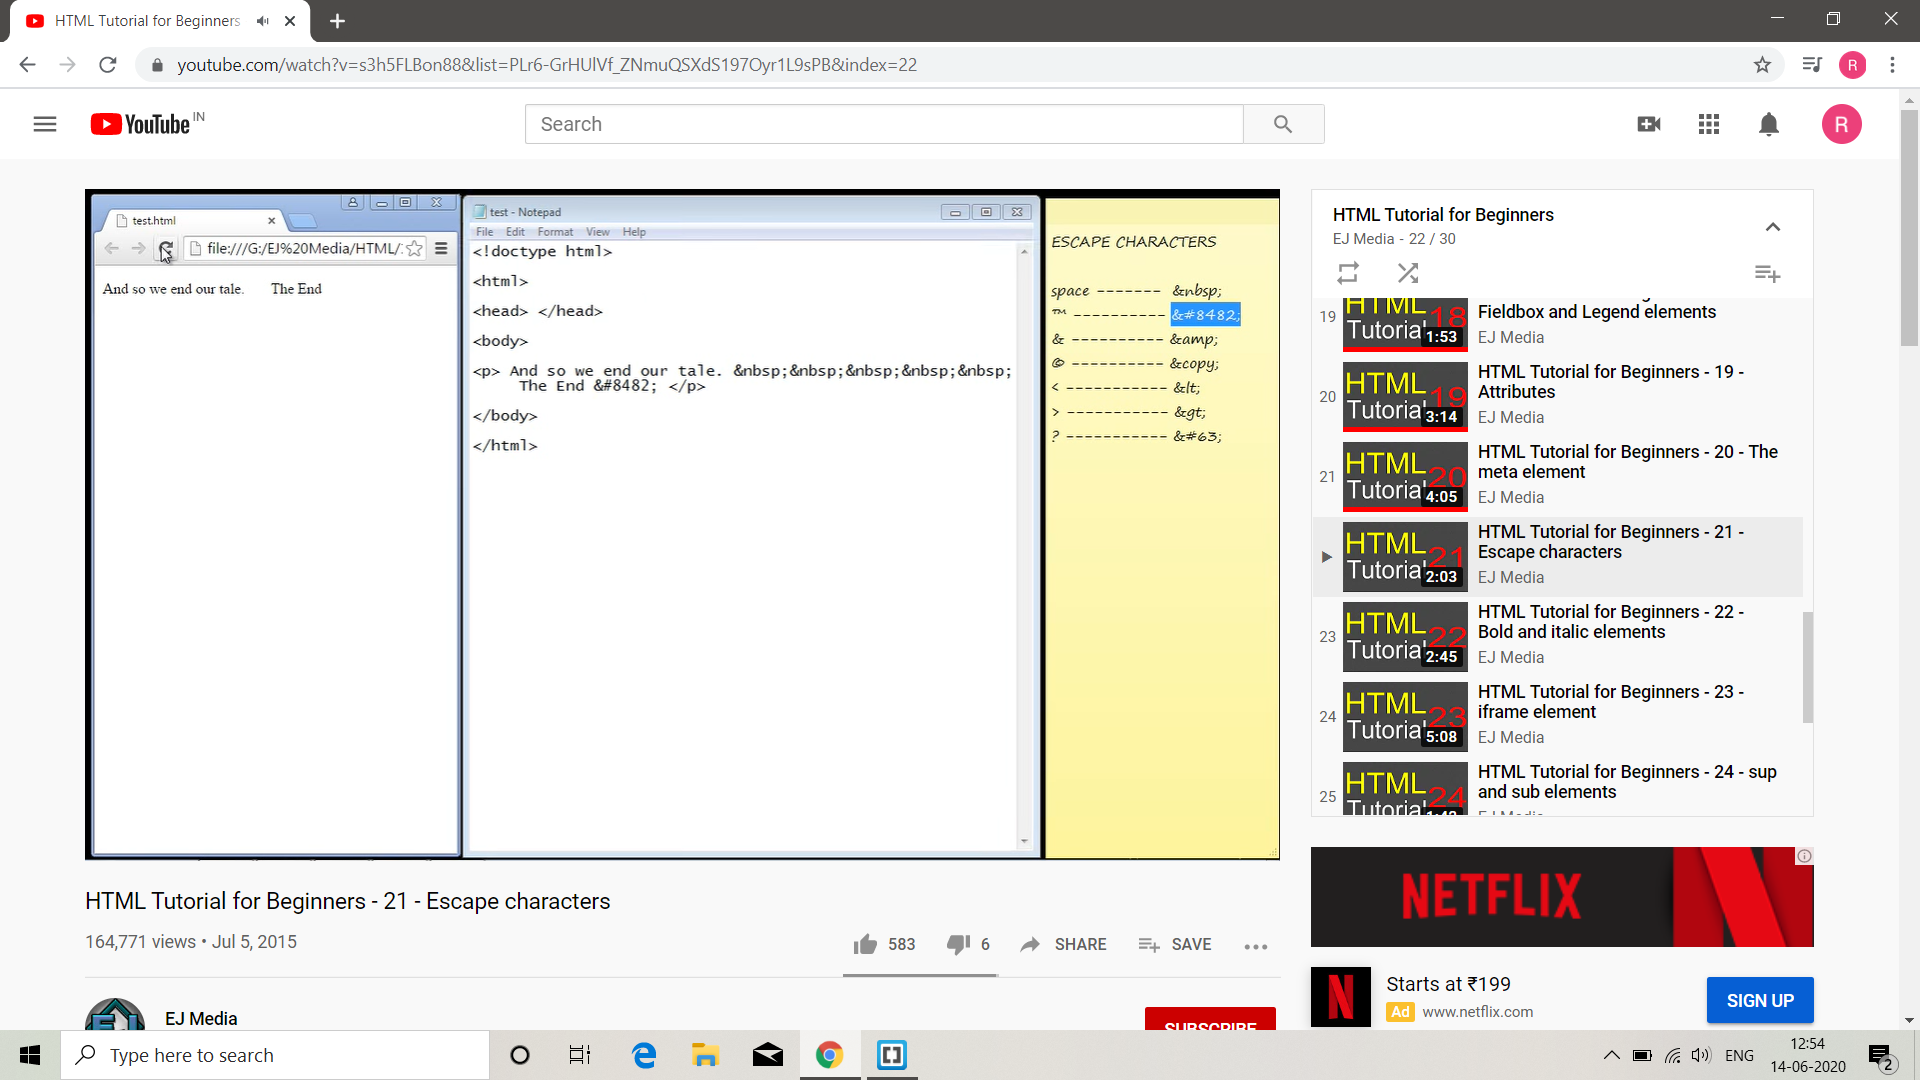 HTML Tutorial for Beginners
youtube.com/watch?v=s3h5FLBon88&list=PLr6-GrHUlVf_ZNmuQSXdS197Oyr1L9sPB&index=22
R
YouTube IN
Search
R
test.html
file:///G:/EJ%20Media/HTML/
And so we end our tale. The End
test - Notepad
File Edit Format View Help
<!doctype html>
<html>
<head> </head>
<body>
<p> And so we end our tale. &nbsp;&nbsp;&nbsp;&nbsp;&nbsp;
The End &#8482; </p>
</body>
</html>
ESCAPE CHARACTERS
space ------- &nbsp;
™ ---------- &#8482;
& ---------- &amp;
© ---------- &copy;
< ----------- &lt;
> ----------- &gt;
? ----------- &#63;
HTML Tutorial for Beginners
EJ Media - 22 / 30
19
HTML 18
Tutorial
1:53
Fieldbox and Legend elements
EJ Media
20
HTML 19
Tutorial
3:14
HTML Tutorial for Beginners - 19 -
Attributes
EJ Media
21
HTML 20
Tutorial
4:05
HTML Tutorial for Beginners - 20 - The
meta element
EJ Media
HTML 21
Tutorial
2:03
HTML Tutorial for Beginners - 21 -
Escape characters
EJ Media
23
HTML 22
Tutorial
2:45
HTML Tutorial for Beginners - 22 -
Bold and italic elements
EJ Media
24
HTML 23
Tutorial
5:08
HTML Tutorial for Beginners - 23 -
iframe element
EJ Media
25
HTML 24
Tutorial
HTML Tutorial for Beginners - 24 - sup
and sub elements
HTML Tutorial for Beginners - 21 - Escape characters
164,771 views • Jul 5, 2015
583
6
SHARE
SAVE
EJ
EJ Media
SUBSCRIBE
NETFLIX
N
Starts at ₹199
Ad www.netflix.com
SIGN UP
Type here to search
ENG
12:54
14-06-2020
2